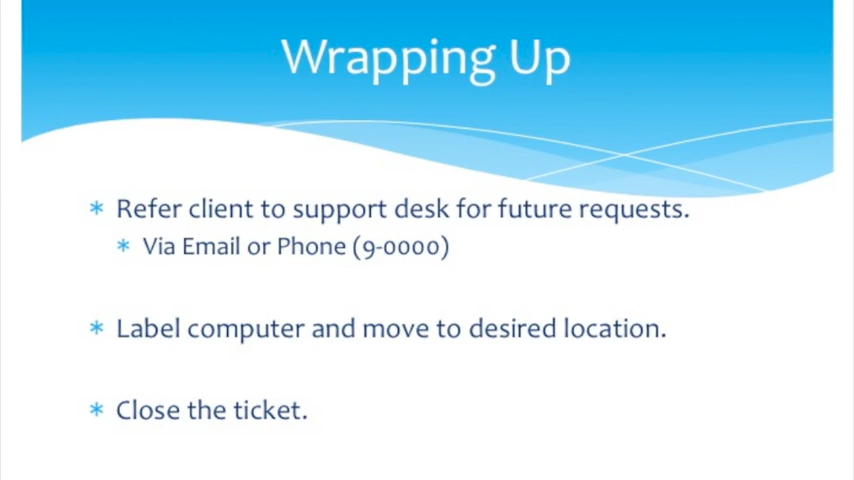 Wrapping Up
* Refer client to support desk for future requests.
* Via Email or Phone (9-0000)
* Label computer and move to desired location.
* Close the ticket.